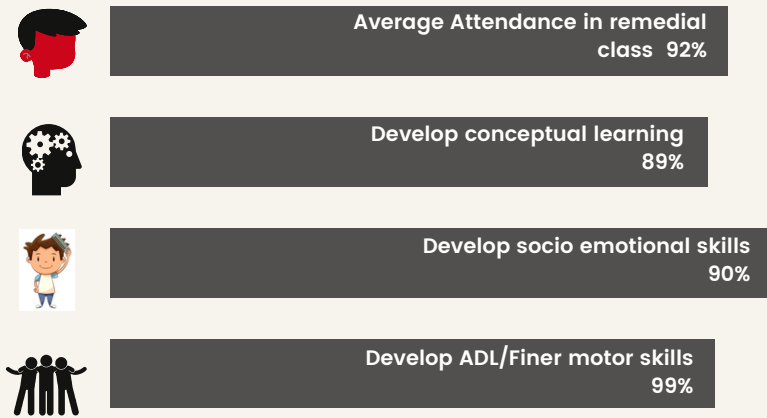 Average Attendance in remedial
class 92%
Develop conceptual learning
89%
Develop socio emotional skills
90%
Develop ADL/Finer motor skills
99%